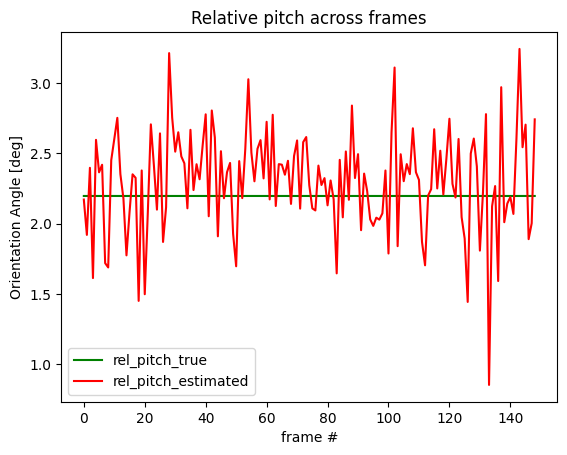 Relative pitch across frames
Orientation Angle [deg]
3.0
2.5
2.0
1.5
1.0
rel_pitch_true
rel_pitch_estimated
0 20 40 60 80 100 120 140
frame #